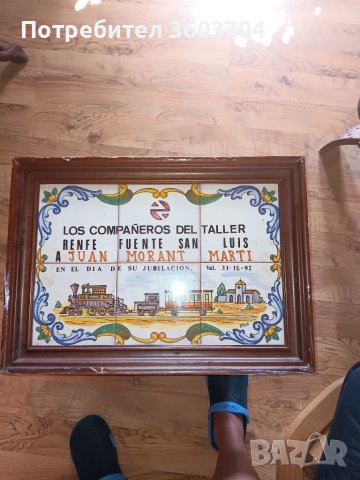 Потребител 3603794
LOS COMPAÑEROS DEL TALLER
RENFE FUENTE SAN LUIS
A JUAN MORANT MARTI
EN EL DIA DE SU JUBILACION. Val. 31-12-92
BAZAR